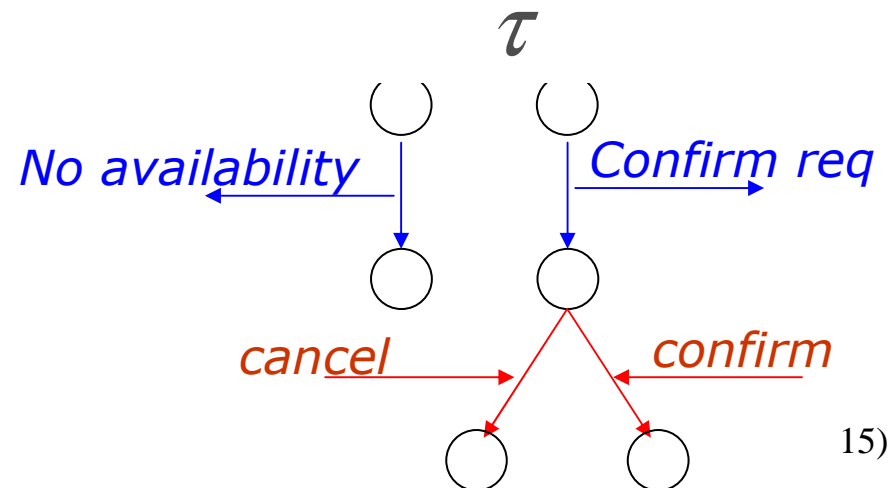 τ
No availability
Confirm req
cancel
confirm
15)